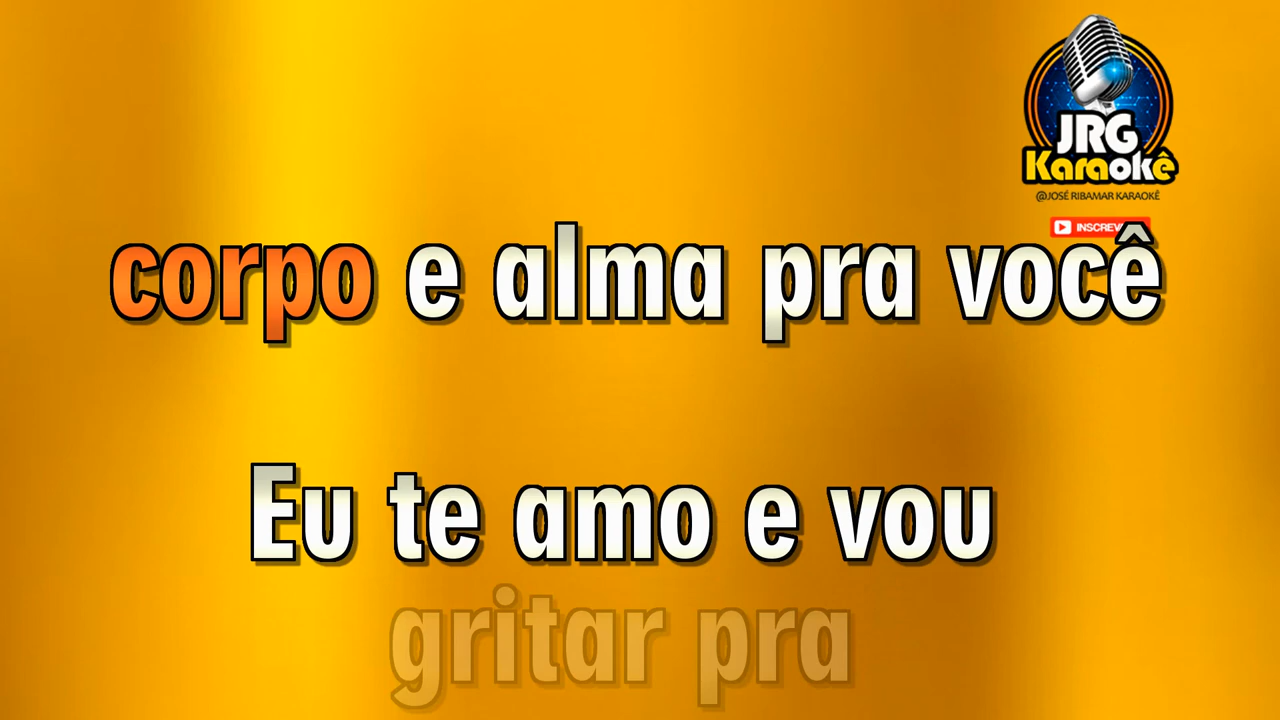 JRG
Karaokê
@JOSÉ RIBAMAR KARAOKÊ
corpo e alma pra você
Eu te amo e vou
gritar pra